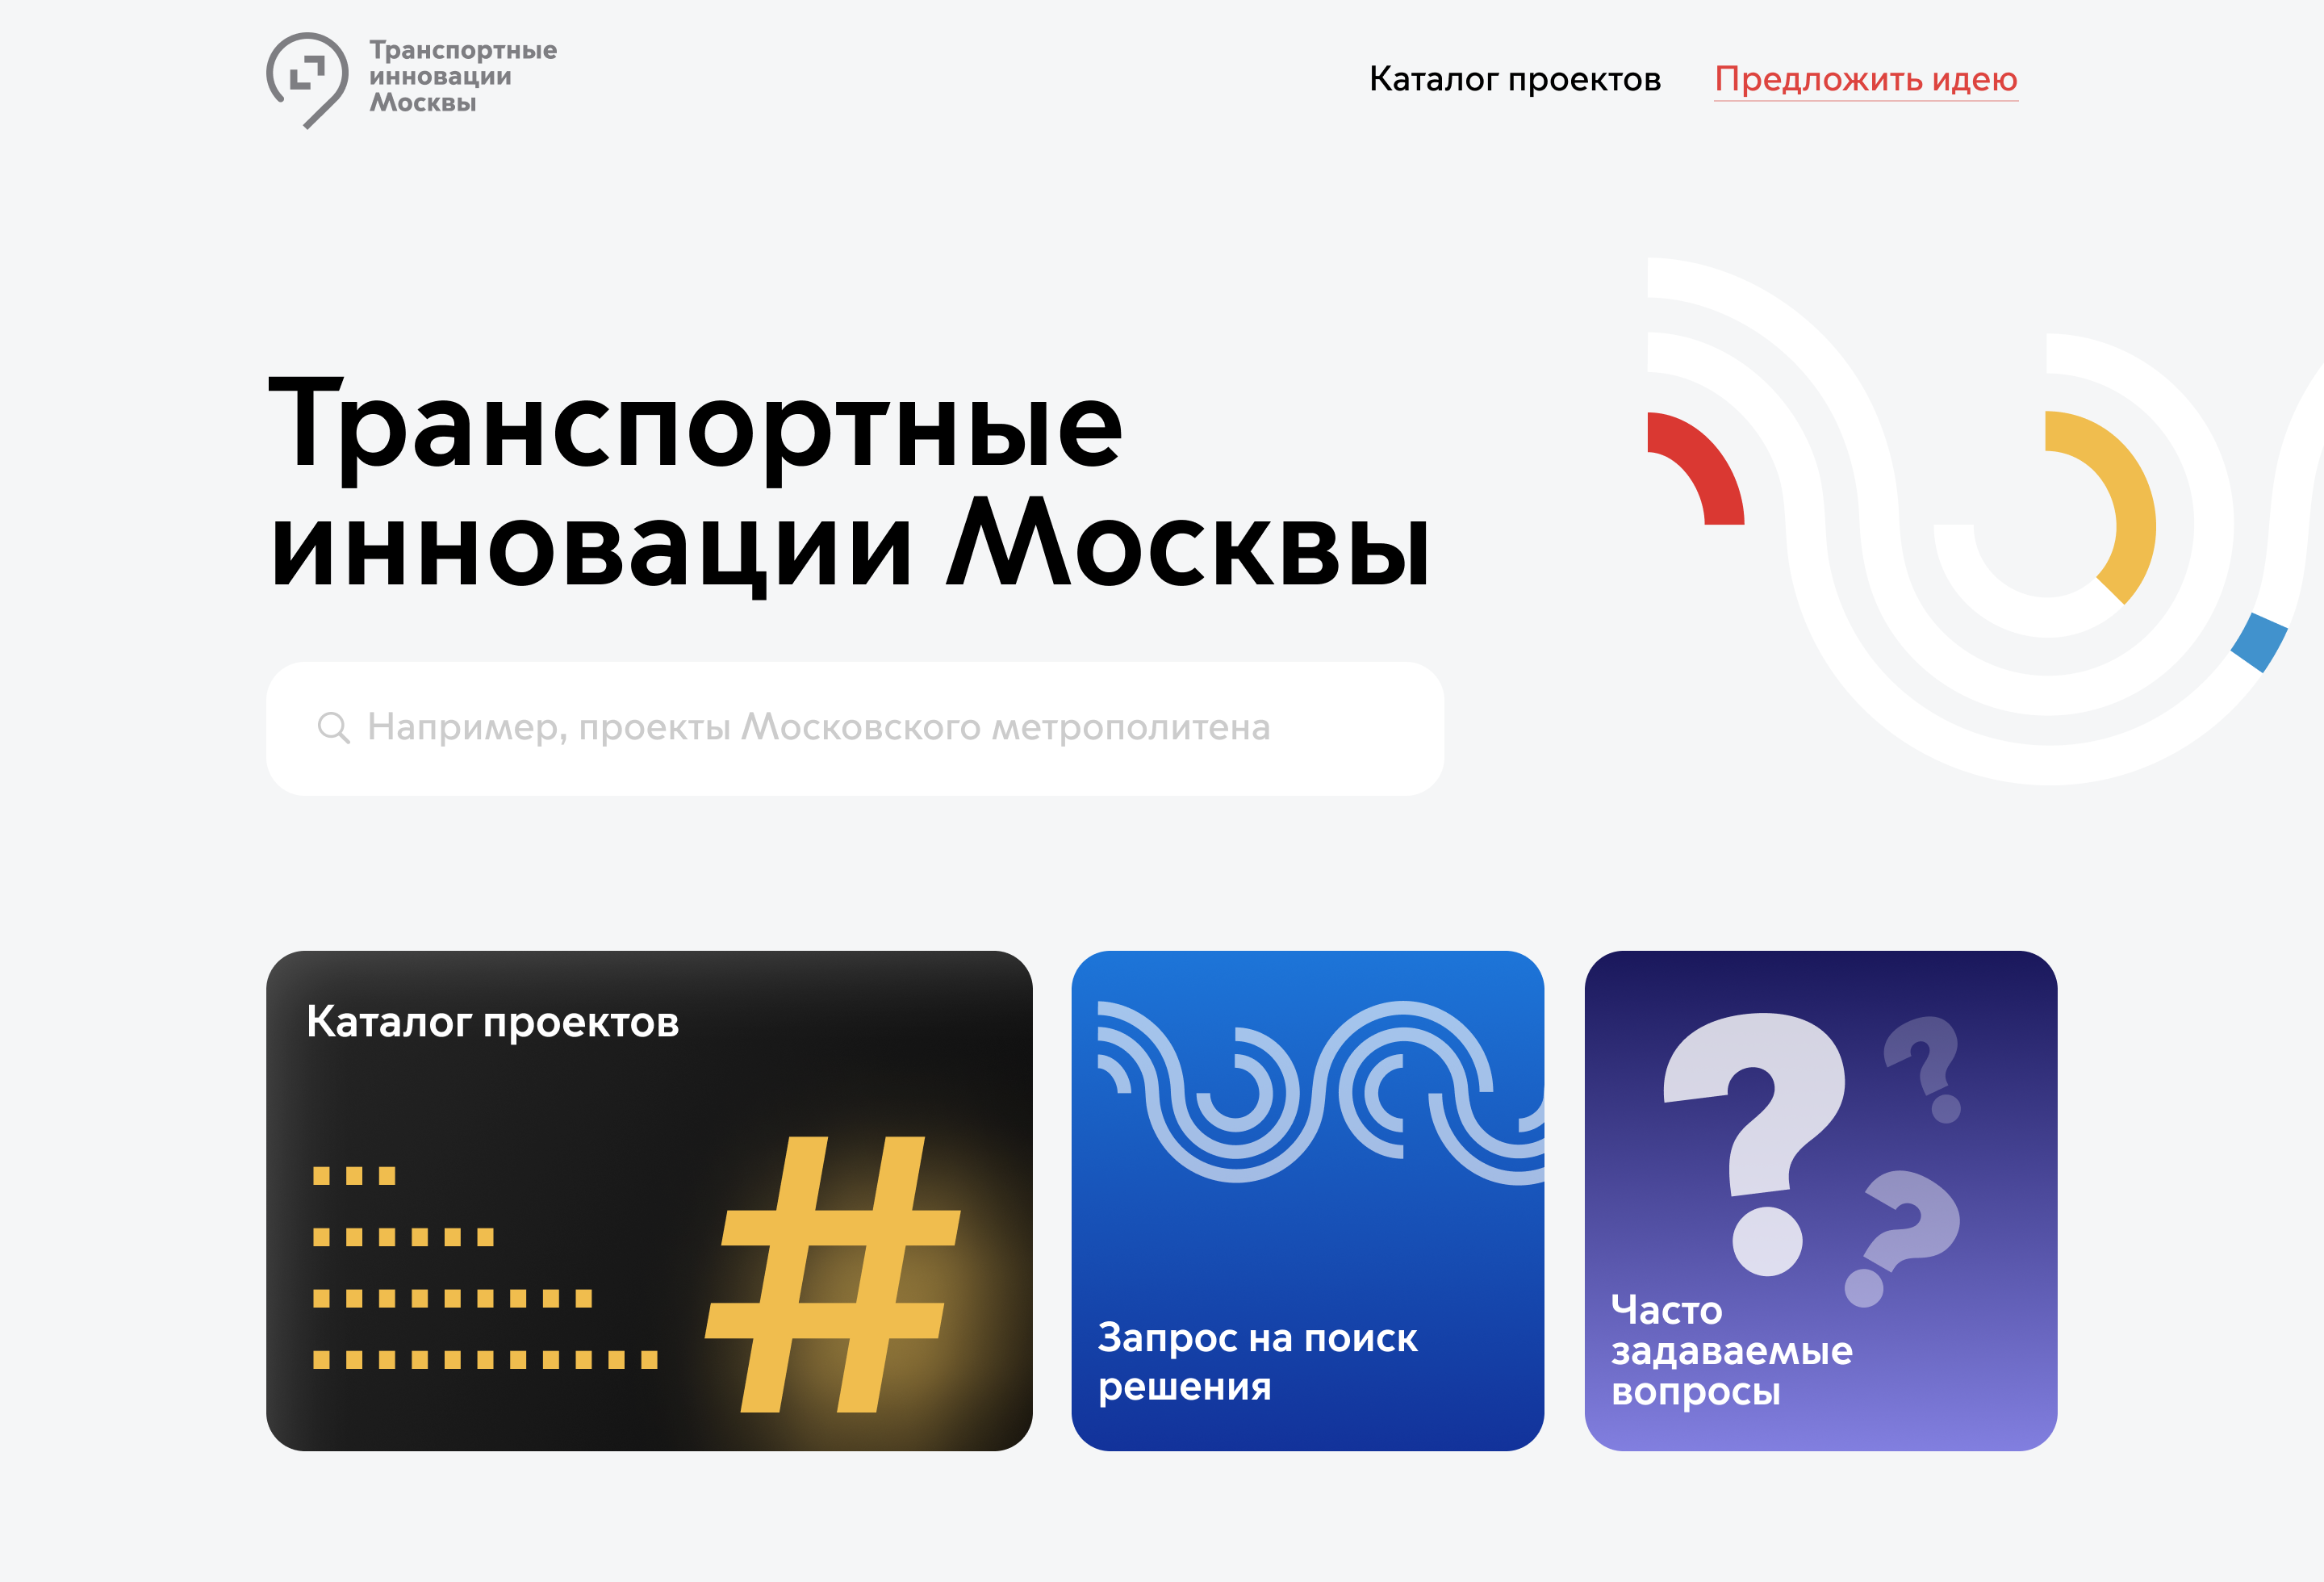 Транспортные
инновации
Москвы
Каталог проектов
Предложить идею
Транспортные
инновации Москвы
Например, проекты Московского метрополитена
Каталог проектов
#
Запрос на поиск
решения
? ? ?
Часто
задаваемые
вопросы